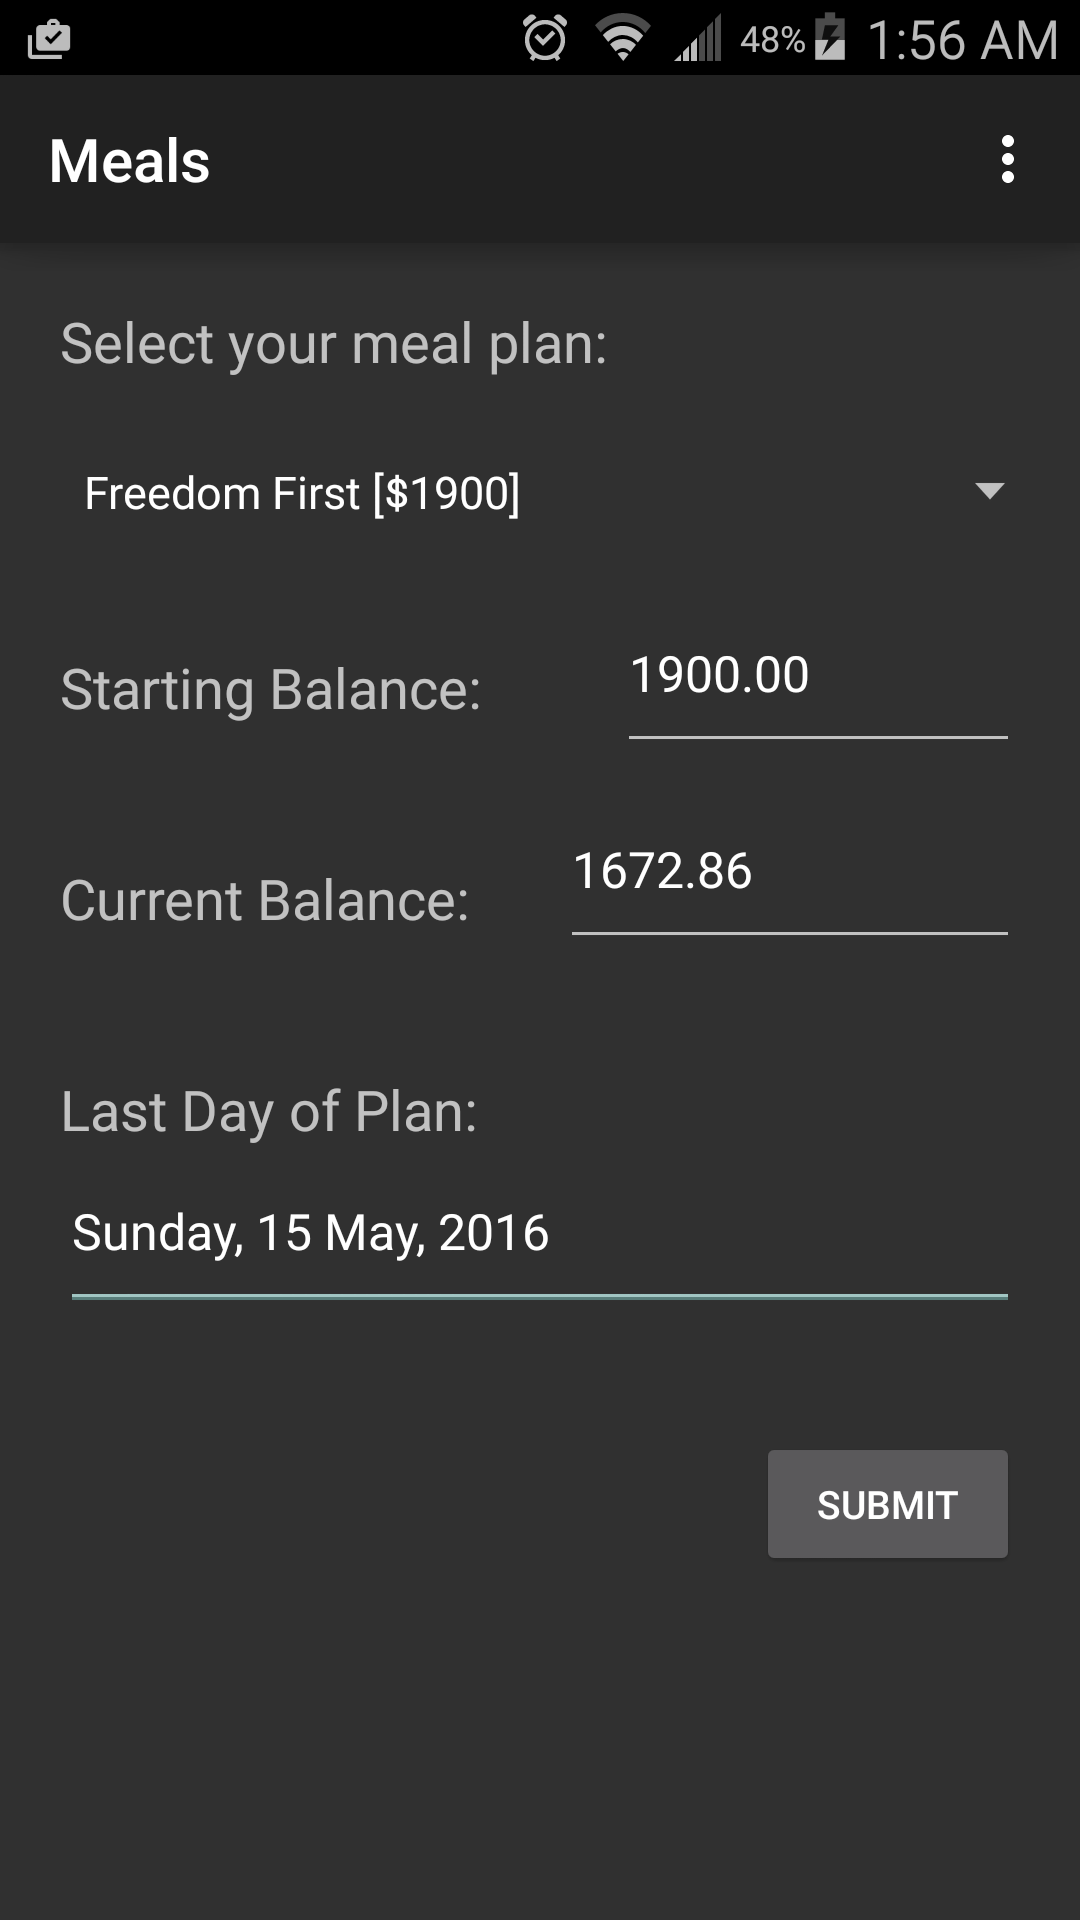 48% 1:56 AM
Meals
Select your meal plan:
Freedom First [$1900]
Starting Balance: 1900.00
Current Balance: 1672.86
Last Day of Plan:
Sunday, 15 May, 2016
SUBMIT